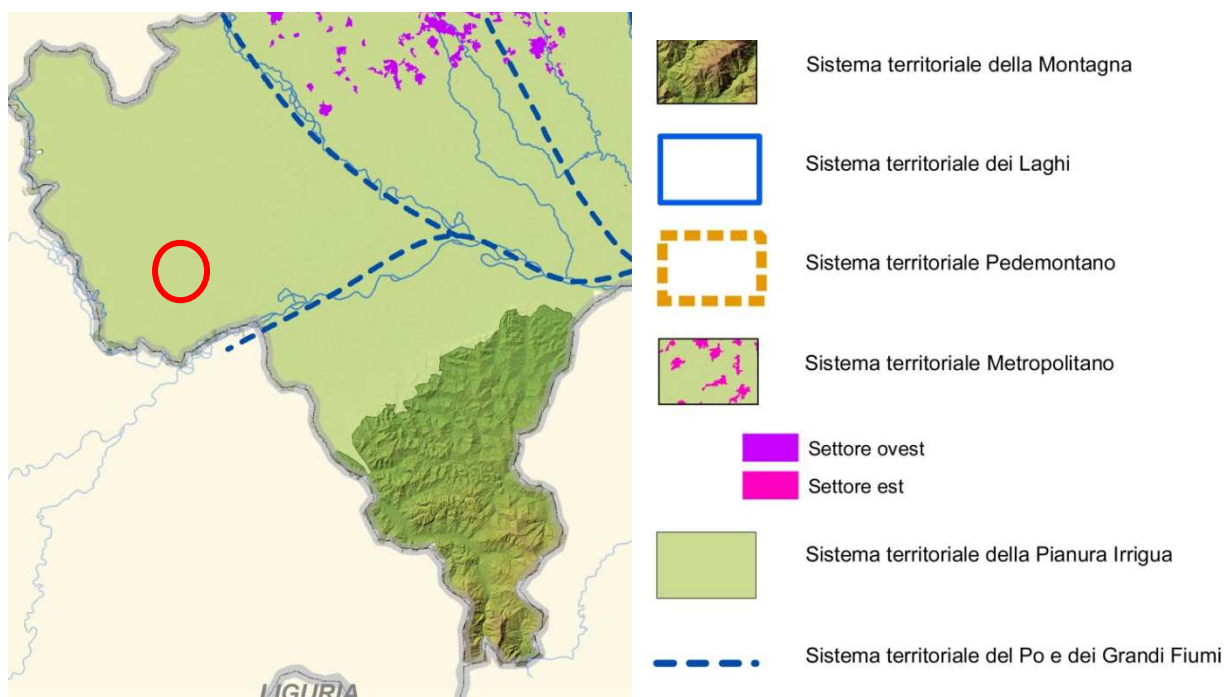 LIGURIA
Sistema territoriale della Montagna
Sistema territoriale dei Laghi
Sistema territoriale Pedemontano
Sistema territoriale Metropolitano
Settore ovest
Settore est
Sistema territoriale della Pianura Irrigua
Sistema territoriale del Po e dei Grandi Fiumi